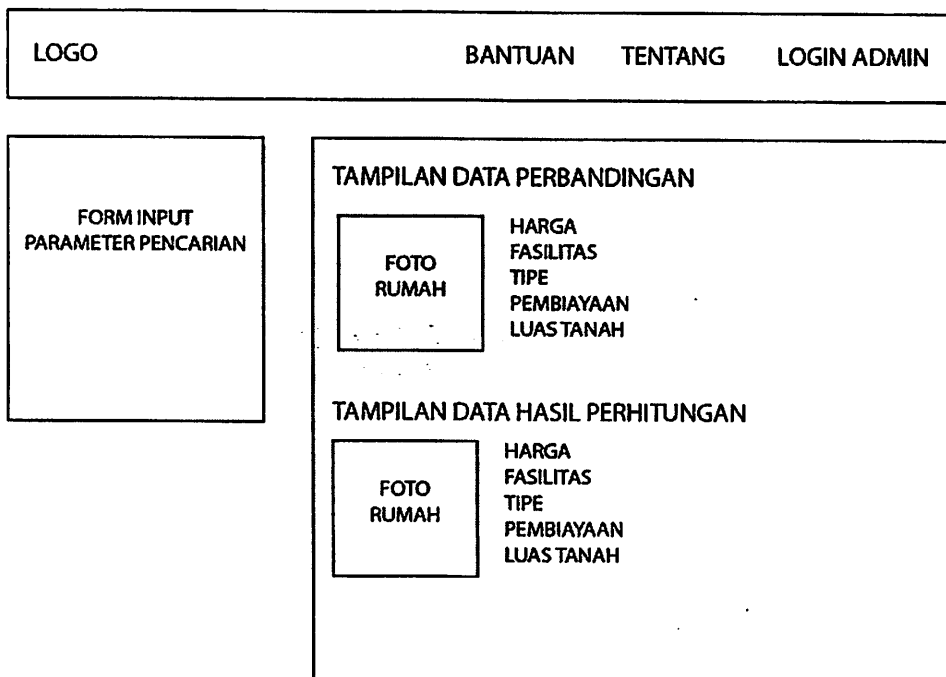 LOGO BANTUAN TENTANG LOGIN ADMIN
FORM INPUT
PARAMETER PENCARIAN
TAMPILAN DATA PERBANDINGAN
FOTO
RUMAH
HARGA
FASILITAS
TIPE
PEMBIAYAAN
LUAS TANAH
TAMPILAN DATA HASIL PERHITUNGAN
FOTO
RUMAH
HARGA
FASILITAS
TIPE
PEMBIAYAAN
LUAS TANAH